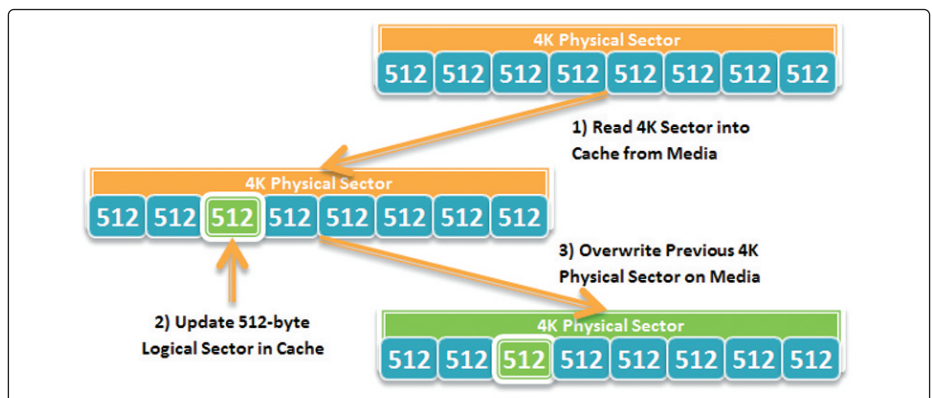 4K Physical Sector
512 512 512 512 512 512 512 512
1) Read 4K Sector into
Cache from Media
4K Physical Sector
512 512 512 512 512 512 512 512
2) Update 512-byte
Logical Sector in Cache
3) Overwrite Previous 4K
Physical Sector on Media
4K Physical Sector
512 512 512 512 512 512 512 512